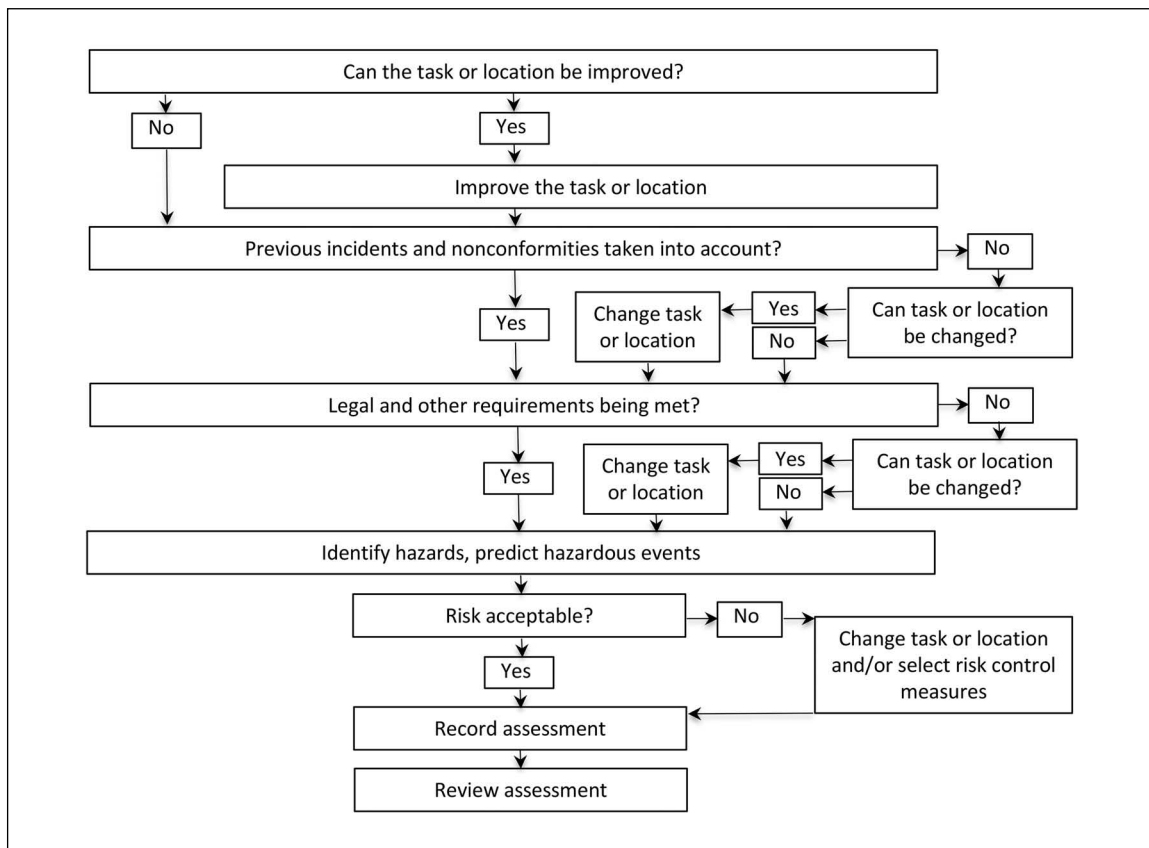 Can the task or location be improved?
No
Yes
Improve the task or location
Previous incidents and nonconformities taken into account?
No
Yes
Change task
or location
Yes
No
Can task or location
be changed?
Legal and other requirements being met?
No
Yes
Change task
or location
Yes
No
Can task or location
be changed?
Identify hazards, predict hazardous events
Risk acceptable?
No
Change task or location
and/or select risk control
measures
Yes
Record assessment
Review assessment